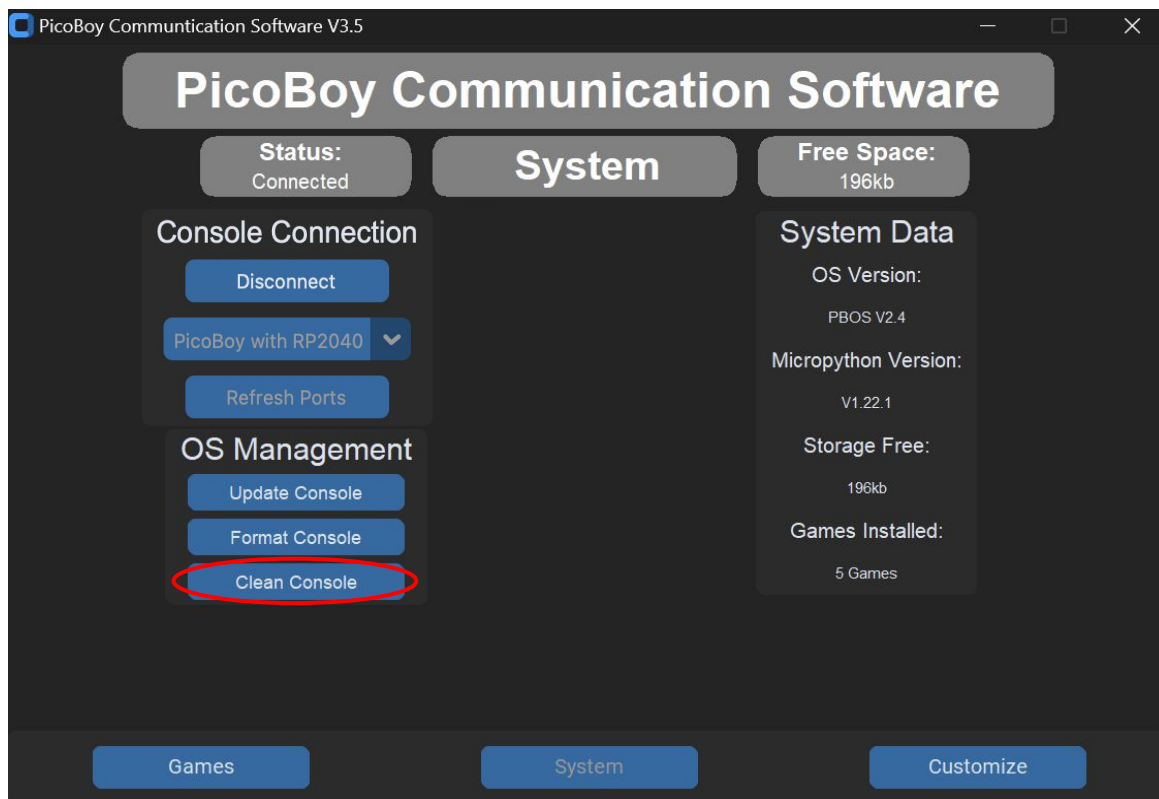 PicoBoy Communtication Software V3.5
PicoBoy Communication Software
Status:
Connected
System
Free Space:
196kb
Console Connection
Disconnect
PicoBoy with RP2040
Refresh Ports
OS Management
Update Console
Format Console
Clean Console
System Data
OS Version:
PBOS V2.4
Micropython Version:
V1.22.1
Storage Free:
196kb
Games Installed:
5 Games
Games
System
Customize